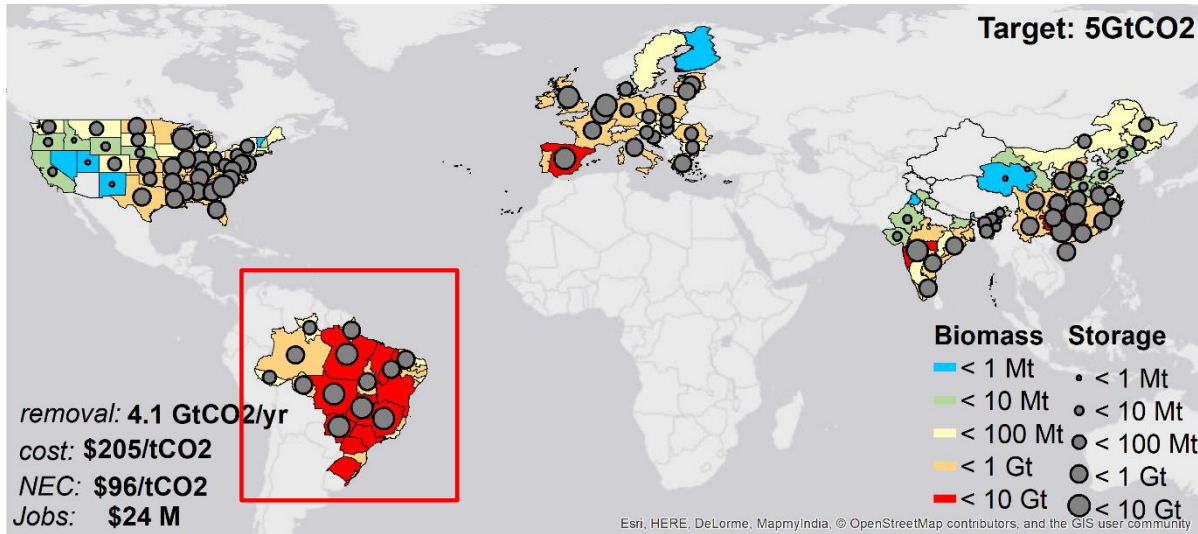 Target: 5GtCO2
removal: 4.1 GtCO2/yr
cost: $205/tCO2
NEC: $96/tCO2
Jobs: $24 M
Biomass
< 1 Mt
< 10 Mt
< 100 Mt
< 1 Gt
< 10 Gt
Storage
< 1 Mt
< 10 Mt
< 100 Mt
< 1 Gt
< 10 Gt
Esri, HERE, DeLorme, MapmyIndia, © OpenStreetMap contributors, and the GIS user community